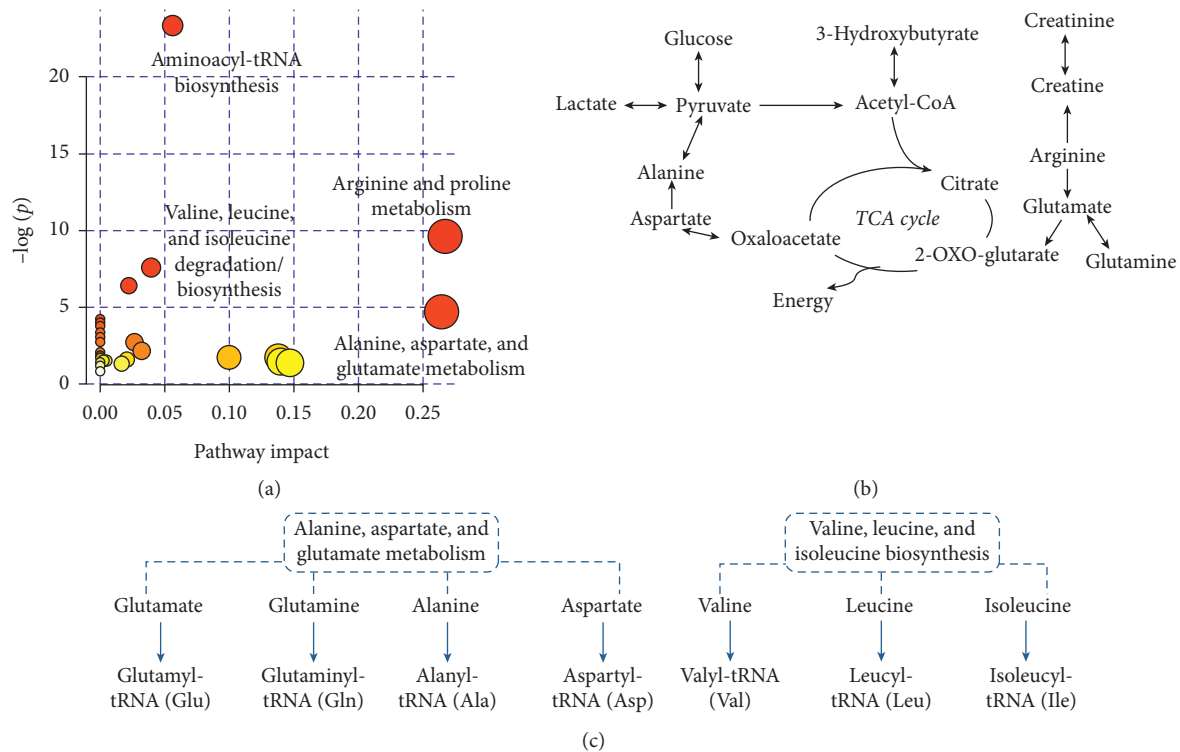 Aminoacyl-tRNA
biosynthesis
20
15
Arginine and proline
metabolism
Valine, leucine,
and isoleucine
degradation/
biosynthesis
10
5
Alanine, aspartate, and
glutamate metabolism
0
−log (p)
0.00 0.05 0.10 0.15 0.20 0.25
Pathway impact
(a)
Glucose
3-Hydroxybutyrate
Creatinine
Lactate
Pyruvate
Acetyl-CoA
Creatine
Alanine
Arginine
Citrate
Aspartate
Glutamate
Oxaloacetate
TCA cycle
2-OXO-glutarate
Glutamine
Energy
(b)
Alanine, aspartate, and
glutamate metabolism
Valine, leucine, and
isoleucine biosynthesis
Glutamate
Glutamine
Alanine
Aspartate
Valine
Leucine
Isoleucine
Glutamyl-
tRNA (Glu)
Glutaminyl-
tRNA (Gln)
Alanyl-
tRNA (Ala)
Aspartyl-
tRNA (Asp)
Valyl-tRNA
(Val)
Leucyl-
tRNA (Leu)
Isoleucyl-
tRNA (Ile)
(c)